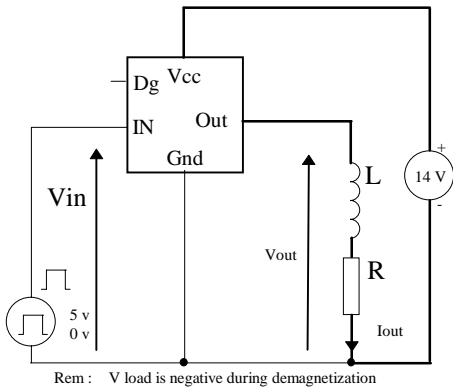 Vcc
Dg
IN
Out
Gnd
+
14 V
-
L
Vin
Vout
R
5 v
0 v
Iout
Rem : V load is negative during demagnetization